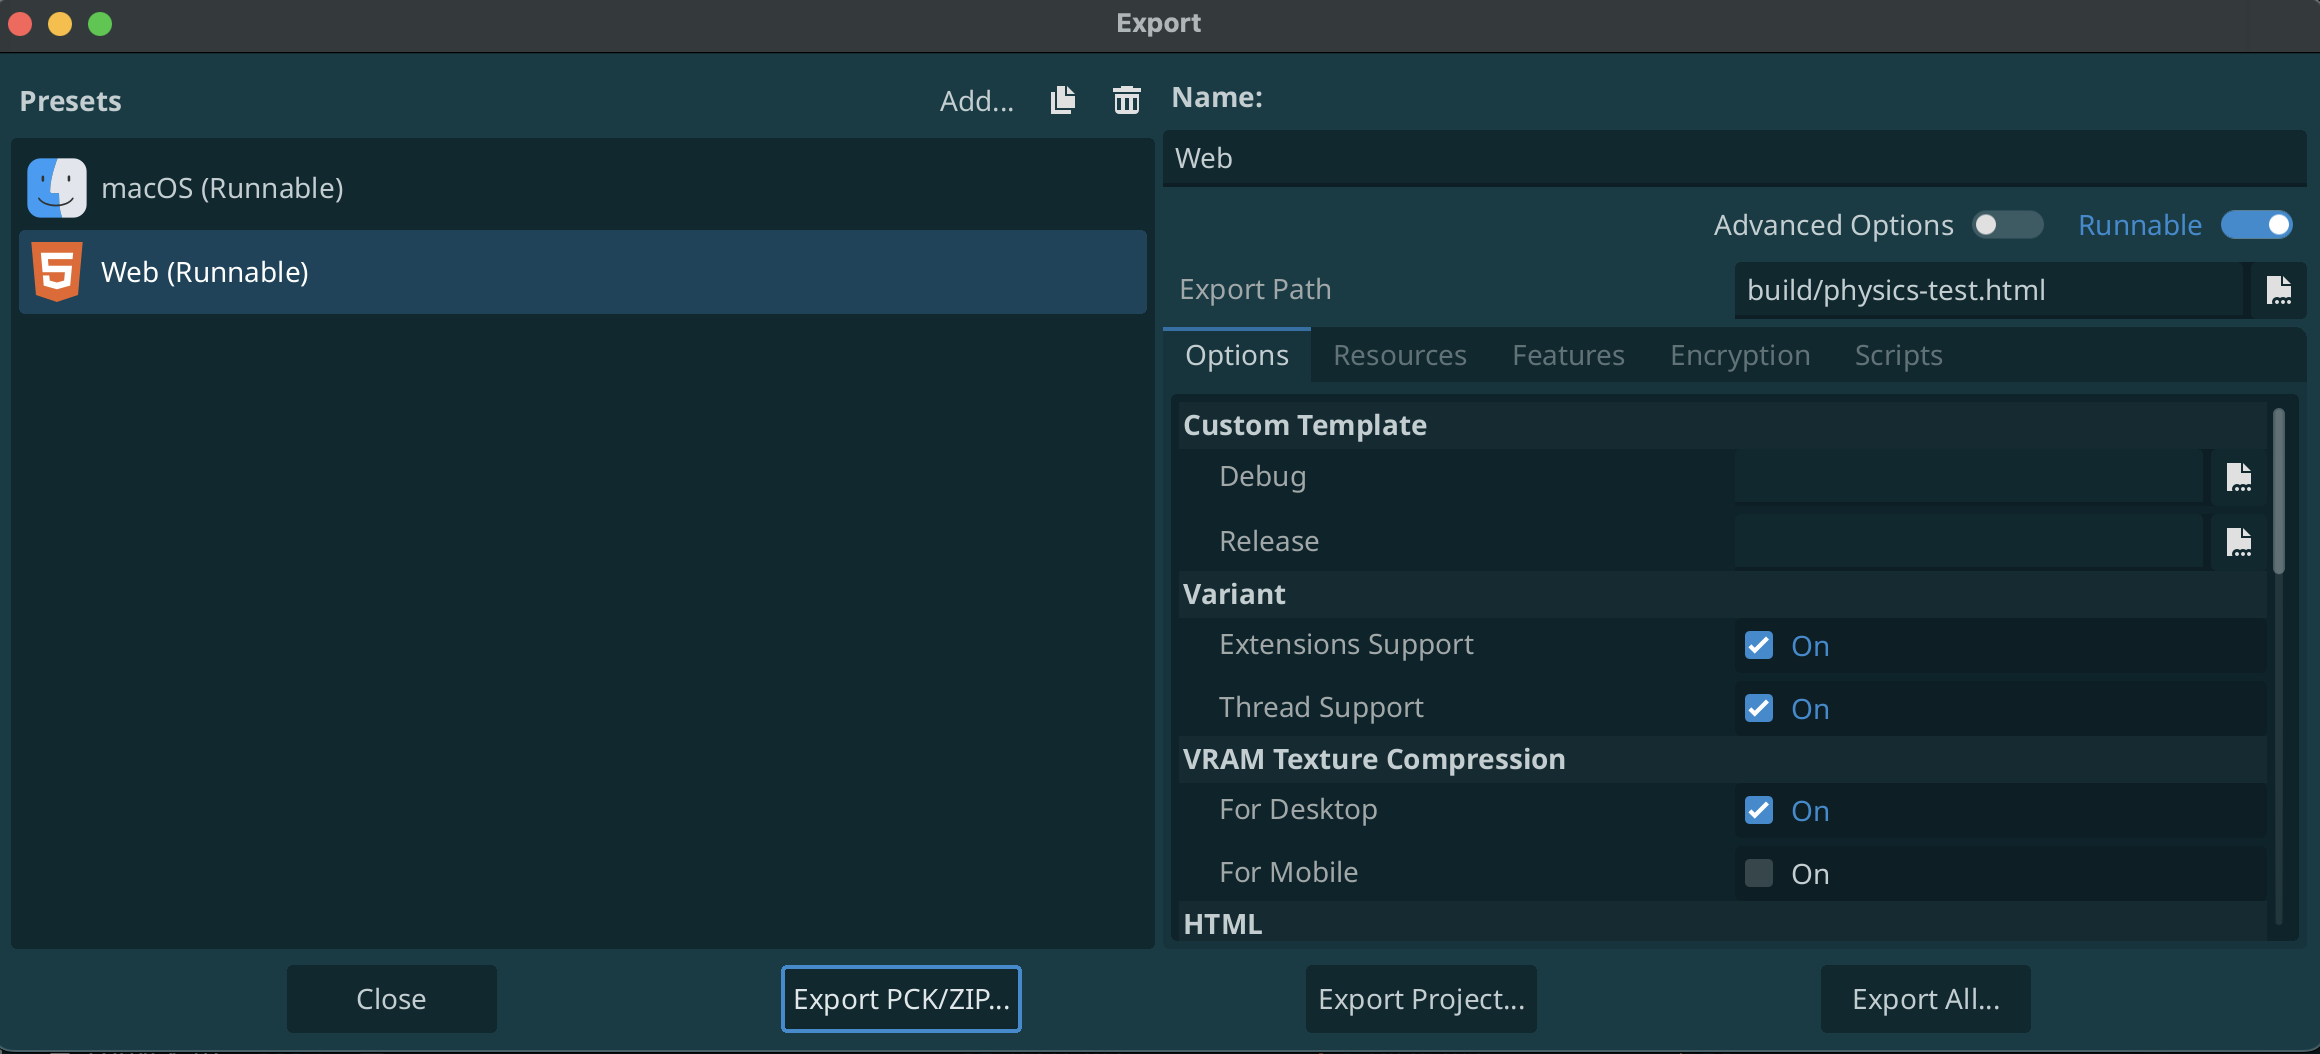 Export
Presets
Add...
macOS (Runnable)
Web (Runnable)
Name:
Web
Advanced Options
Runnable
Export Path
build/physics-test.html
Options
Resources
Features
Encryption
Scripts
Custom Template
Debug
Release
Variant
Extensions Support
On
Thread Support
On
VRAM Texture Compression
For Desktop
On
For Mobile
On
HTML
Close
Export PCK/ZIP...
Export Project...
Export All...